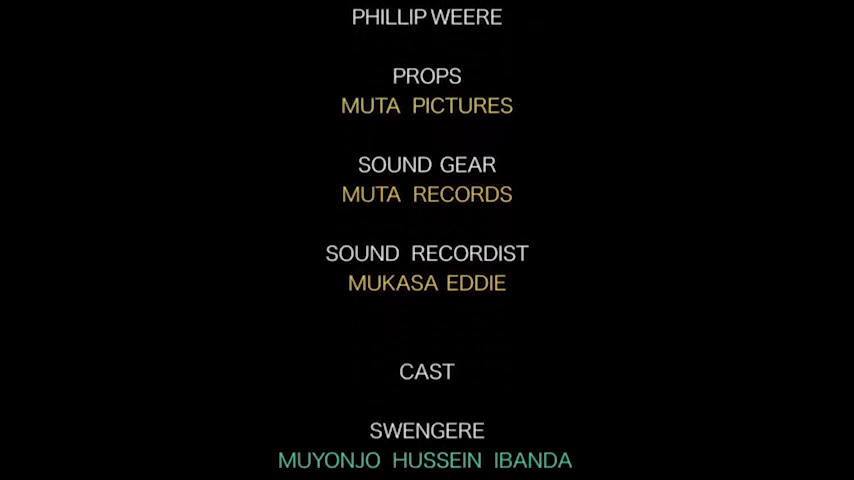 PHILLIP WEERE
PROPS
MUTA PICTURES
SOUND GEAR
MUTA RECORDS
SOUND RECORDIST
MUKASA EDDIE
CAST
SWENGERE
MUYONJO HUSSEIN IBANDA